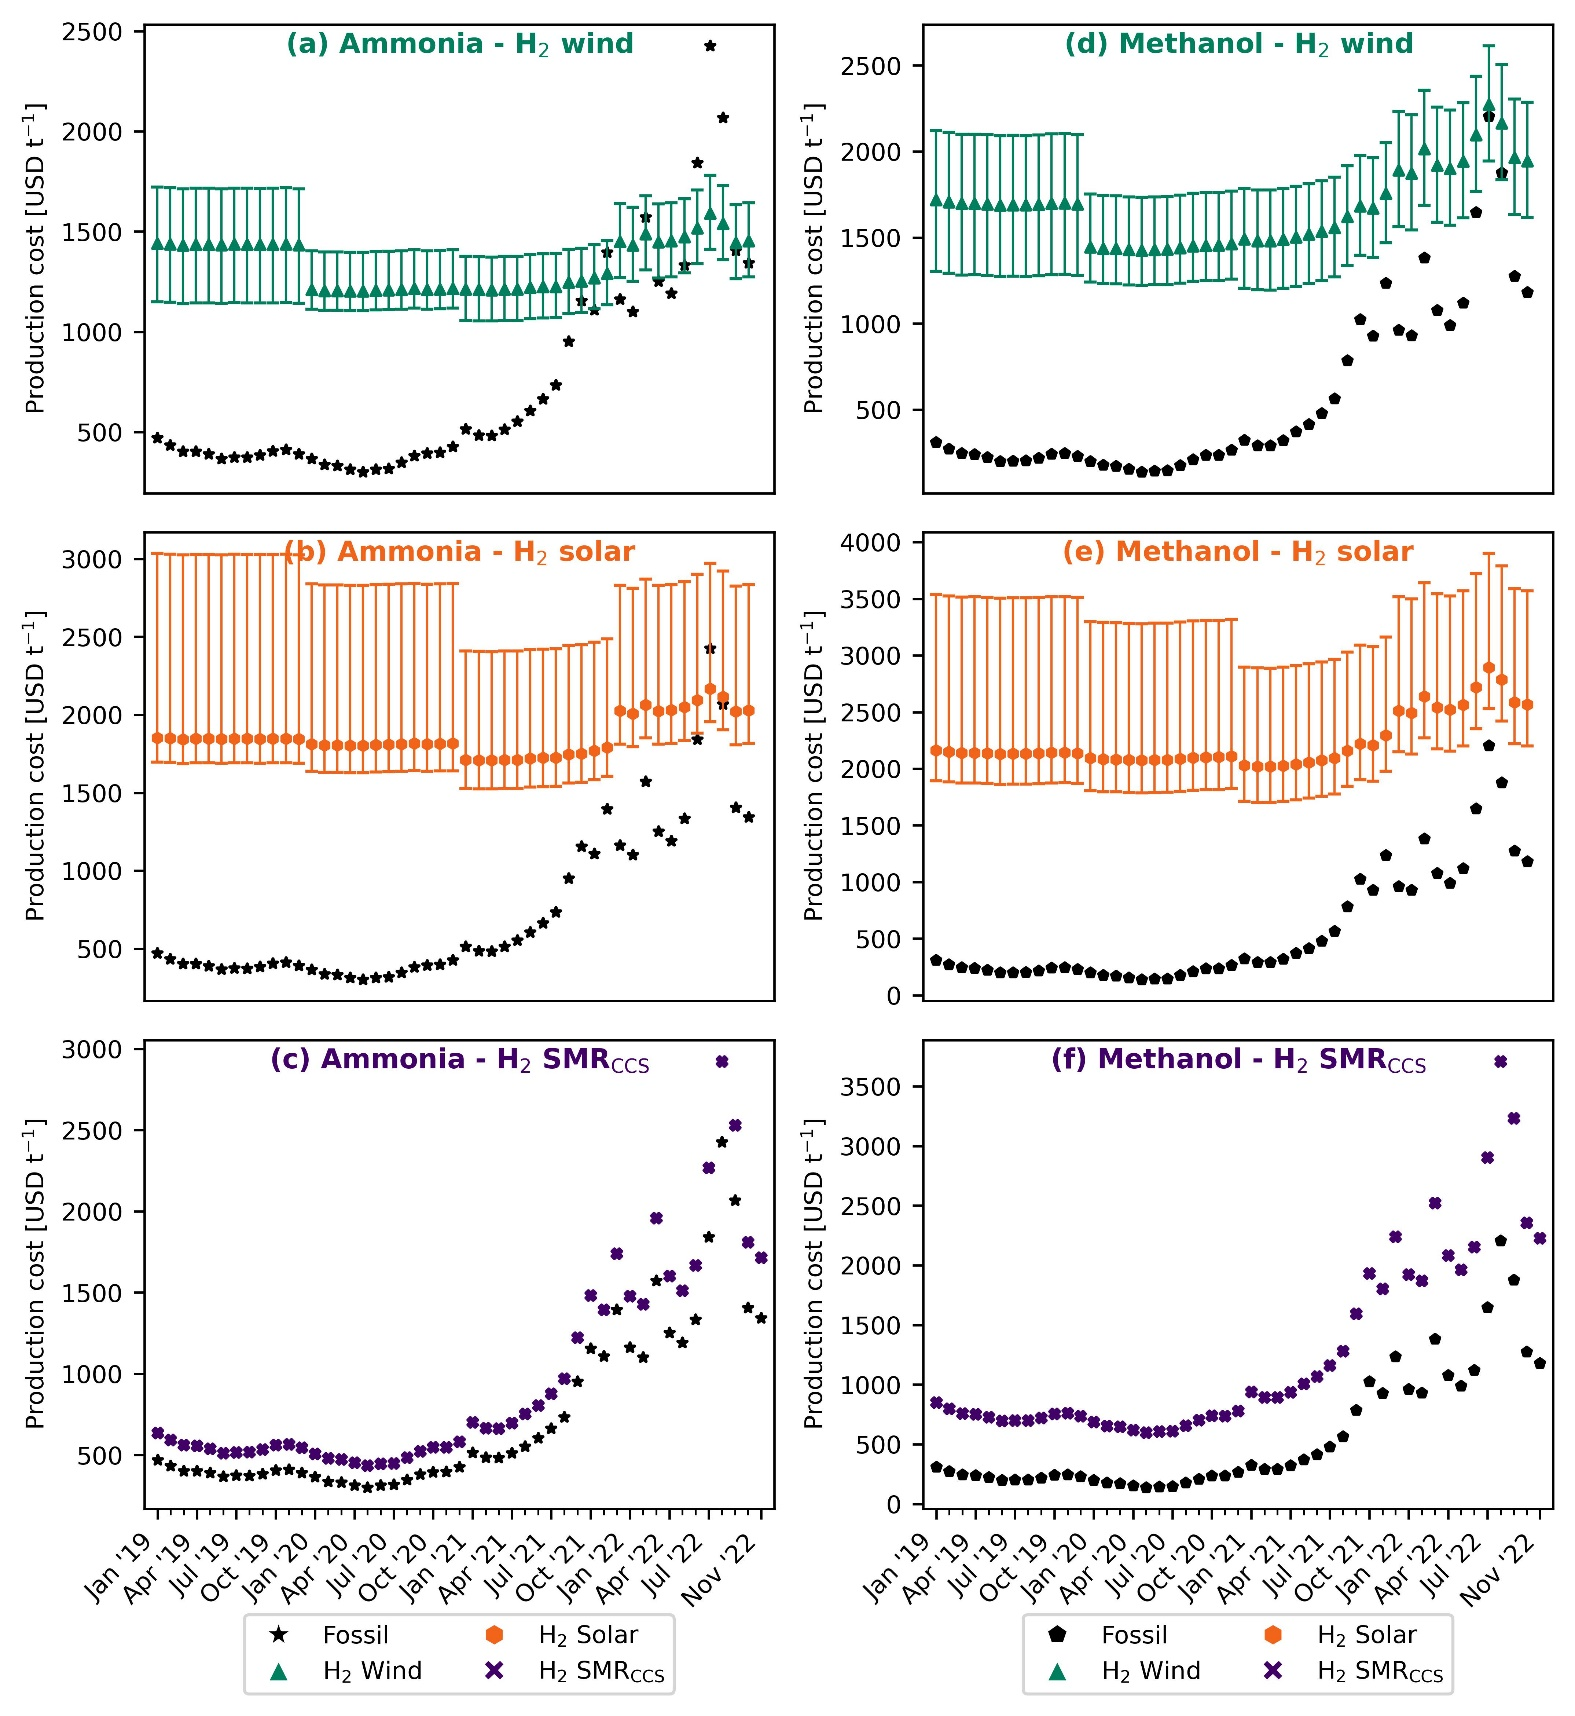 (a) Ammonia - H₂ wind
Production cost [USD t⁻¹]
2500
2000
1500
1000
500
(d) Methanol - H₂ wind
Production cost [USD t⁻¹]
2500
2000
1500
1000
500
(b) Ammonia - H₂ solar
Production cost [USD t⁻¹]
3000
2500
2000
1500
1000
500
(e) Methanol - H₂ solar
Production cost [USD t⁻¹]
4000
3500
3000
2500
2000
1500
1000
500
0
(c) Ammonia - H₂ SMR_CCS
Production cost [USD t⁻¹]
3000
2500
2000
1500
1000
500
Jan '19
Apr '19
Jul '19
Oct '19
Jan '20
Apr '20
Jul '20
Oct '20
Jan '21
Apr '21
Jul '21
Oct '21
Jan '22
Apr '22
Jul '22
Nov '22
(f) Methanol - H₂ SMR_CCS
Production cost [USD t⁻¹]
3500
3000
2500
2000
1500
1000
500
0
Jan '19
Apr '19
Jul '19
Oct '19
Jan '20
Apr '20
Jul '20
Oct '20
Jan '21
Apr '21
Jul '21
Oct '21
Jan '22
Apr '22
Jul '22
Nov '22
Fossil
H₂ Wind
H₂ Solar
H₂ SMR_CCS
Fossil
H₂ Wind
H₂ Solar
H₂ SMR_CCS